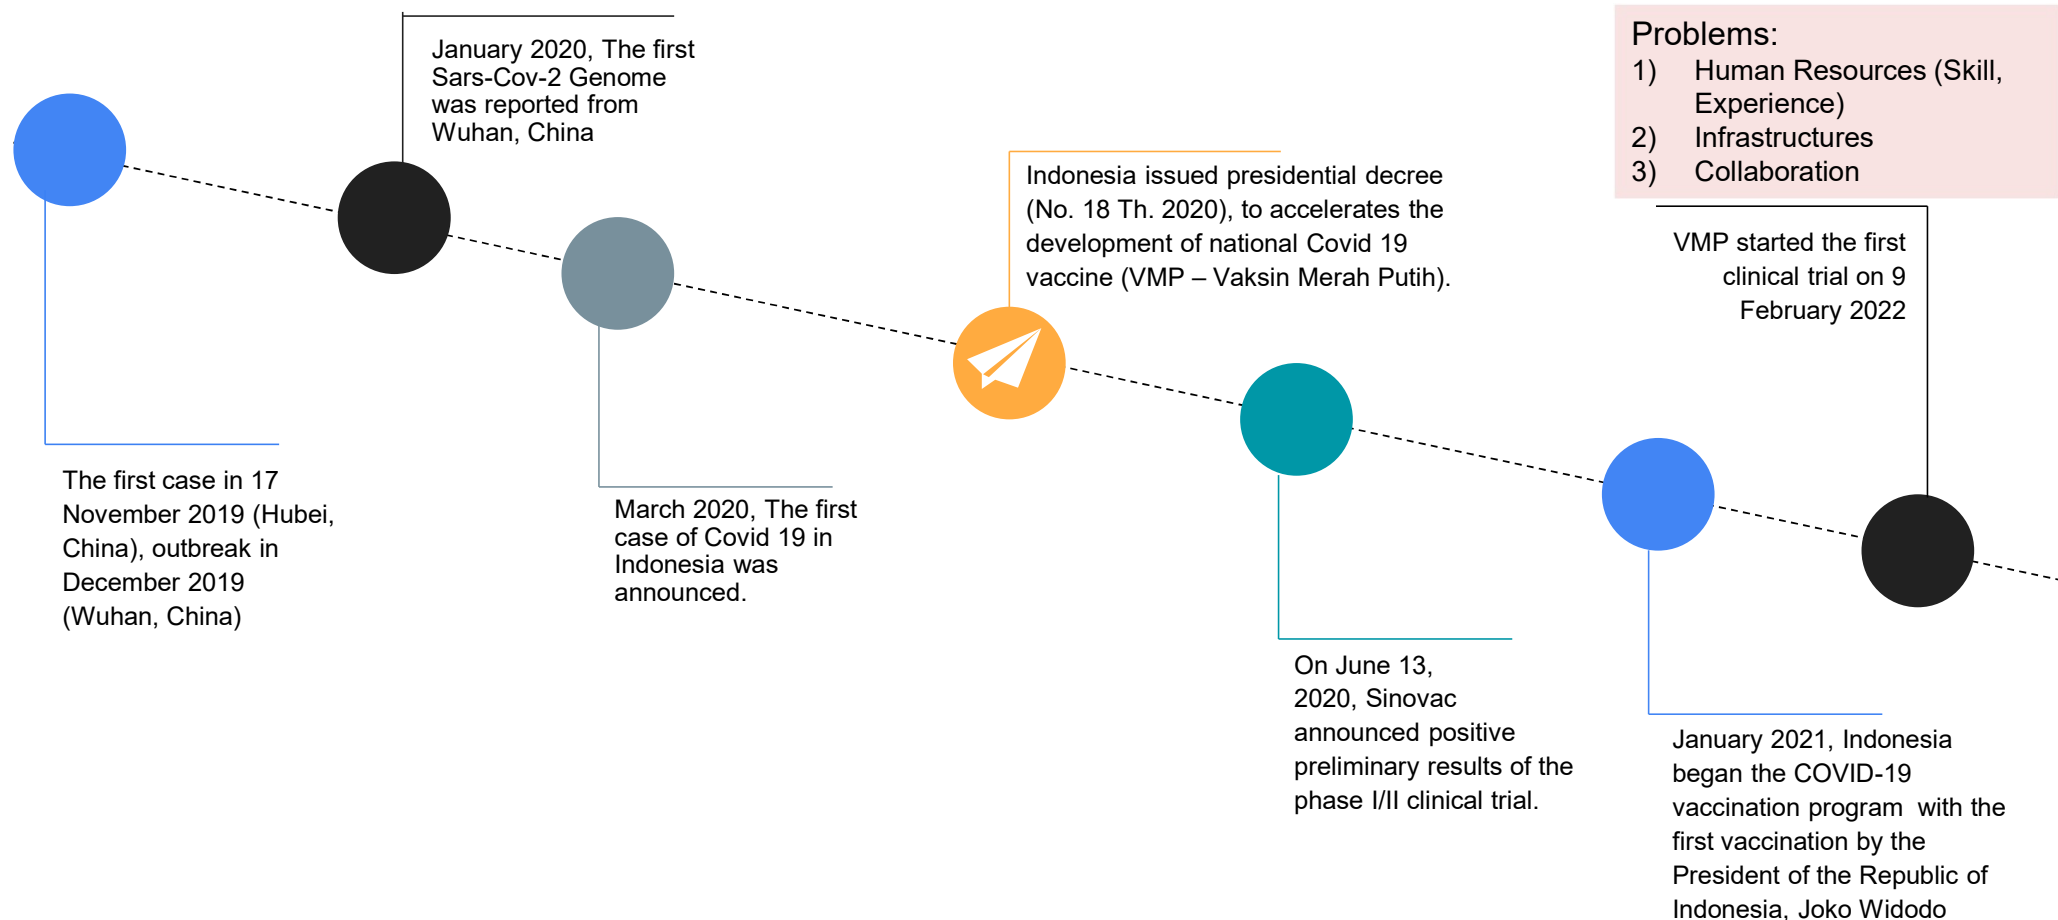 January 2020, The first
Sars-Cov-2 Genome
was reported from
Wuhan, China
Problems:
1) Human Resources (Skill,
Experience)
2) Infrastructures
3) Collaboration
Indonesia issued presidential decree
(No. 18 Th. 2020), to accelerates the
development of national Covid 19
vaccine (VMP – Vaksin Merah Putih).
VMP started the first
clinical trial on 9
February 2022
The first case in 17
November 2019 (Hubei,
China), outbreak in
December 2019
(Wuhan, China)
March 2020, The first
case of Covid 19 in
Indonesia was
announced.
On June 13,
2020, Sinovac
announced positive
preliminary results of the
phase I/II clinical trial.
January 2021, Indonesia
began the COVID-19
vaccination program  with the
first vaccination by the
President of the Republic of
Indonesia, Joko Widodo